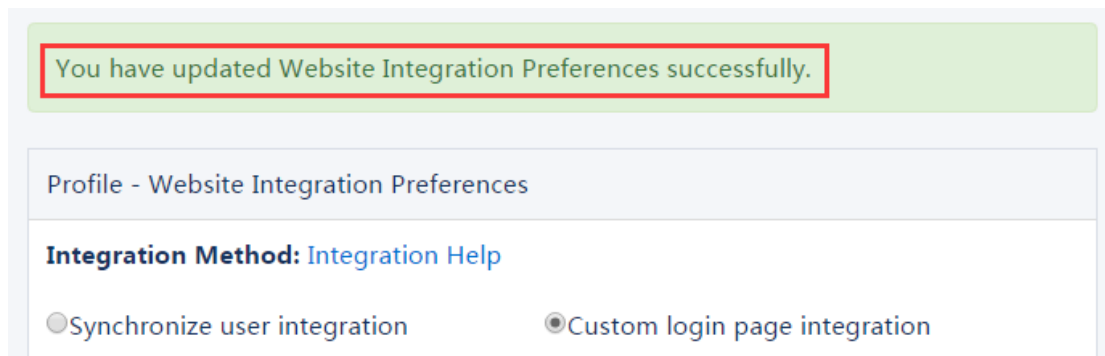 You have updated Website Integration Preferences successfully.
Profile - Website Integration Preferences
Integration Method: Integration Help
Synchronize user integration Custom login page integration